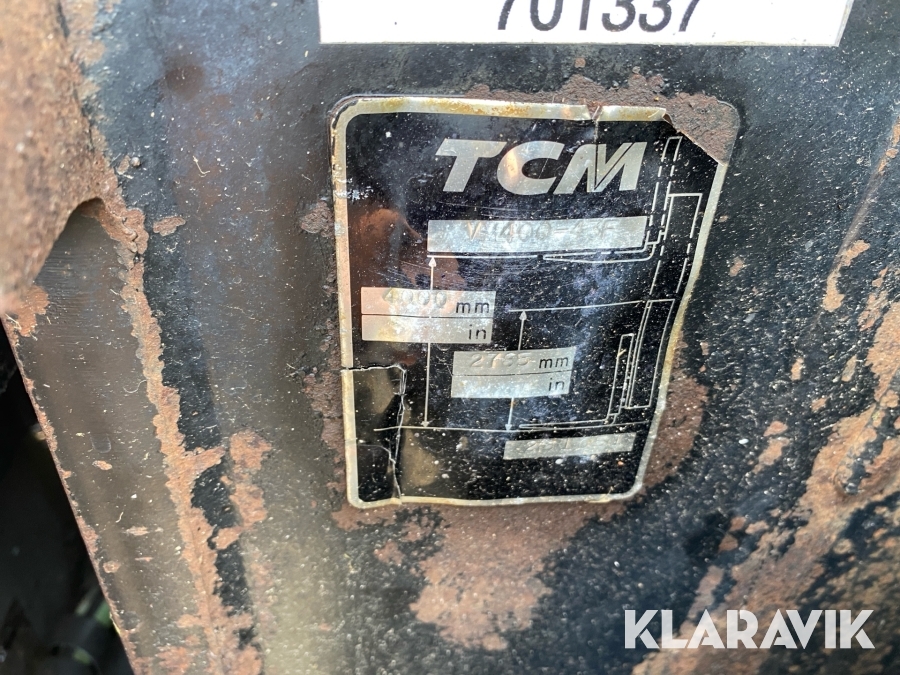 701337
TCM
4000 mm
in
mm
in
KLARAVIK